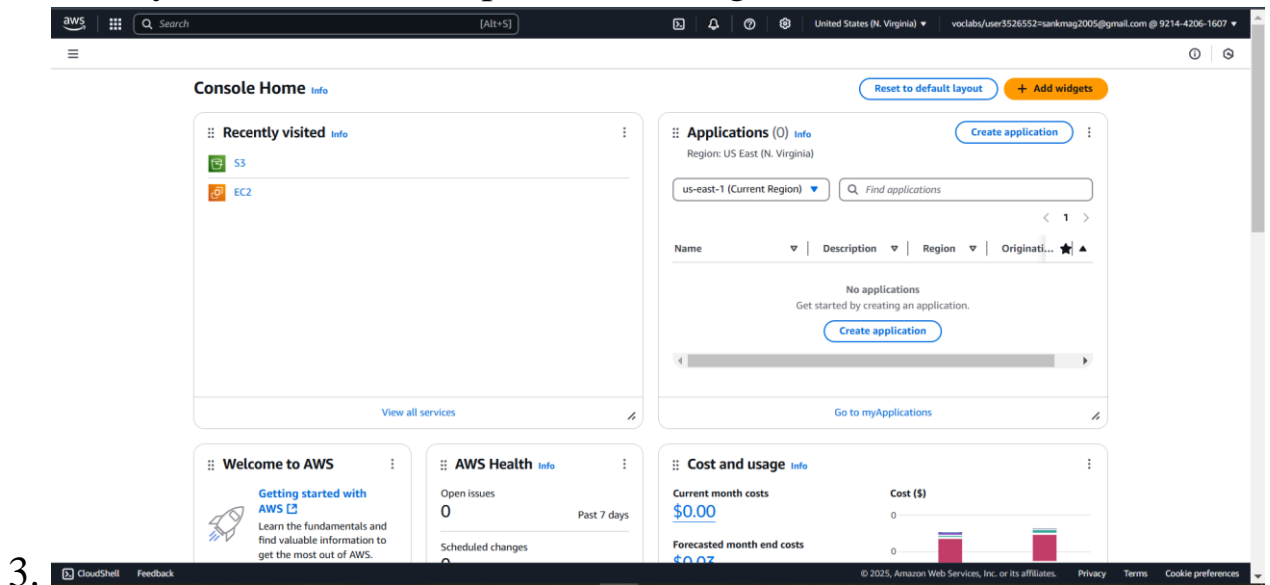 aws
Search
[Alt+S]
United States (N. Virginia)
voclabs/user3526552=sankmag2005@gmail.com @ 9214-4206-1607
Console Home Info
Reset to default layout
+ Add widgets
Recently visited Info
S3
EC2
View all services
Applications (0) Info
Create application
Region: US East (N. Virginia)
us-east-1 (Current Region)
Find applications
1
Name
Description
Region
Originati...
No applications
Get started by creating an application.
Create application
Go to myApplications
Welcome to AWS
Getting started with
AWS
Learn the fundamentals and
find valuable information to
get the most out of AWS.
AWS Health Info
Open issues
0
Past 7 days
Scheduled changes
Cost and usage Info
Current month costs
$0.00
Forecasted month end costs
$0.03
Cost ($)
0
0
3.
CloudShell
Feedback
© 2025, Amazon Web Services, Inc. or its affiliates.
Privacy
Terms
Cookie preferences